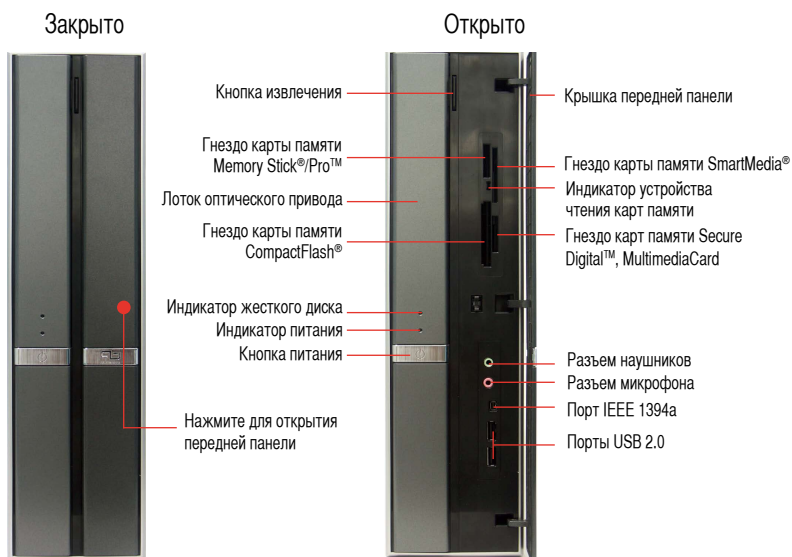 Закрыто
Открыто
Кнопка извлечения
Гнездо карты памяти
Memory Stick®/Pro™
Лоток оптического привода
Гнездо карты памяти
CompactFlash®
Индикатор жесткого диска
Индикатор питания
Кнопка питания
Нажмите для открытия
передней панели
Крышка передней панели
Гнездо карты памяти SmartMedia®
Индикатор устройства
чтения карт памяти
Гнездо карт памяти Secure
Digital™, MultimediaCard
Разъем наушников
Разъем микрофона
Порт IEEE 1394a
Порты USB 2.0